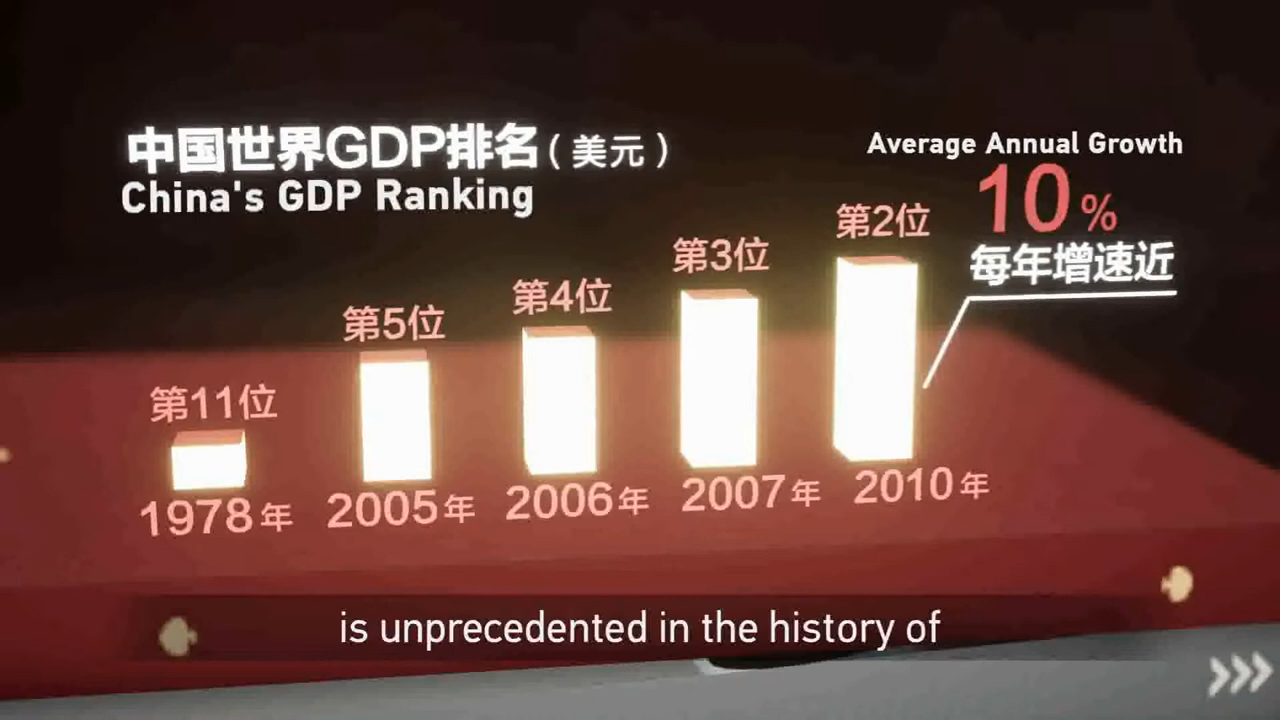 中国世界GDP排名（美元）
China's GDP Ranking
Average Annual Growth
10%
每年增速近
第11位
第5位
第4位
第3位
第2位
1978年
2005年
2006年
2007年
2010年
is unprecedented in the history of